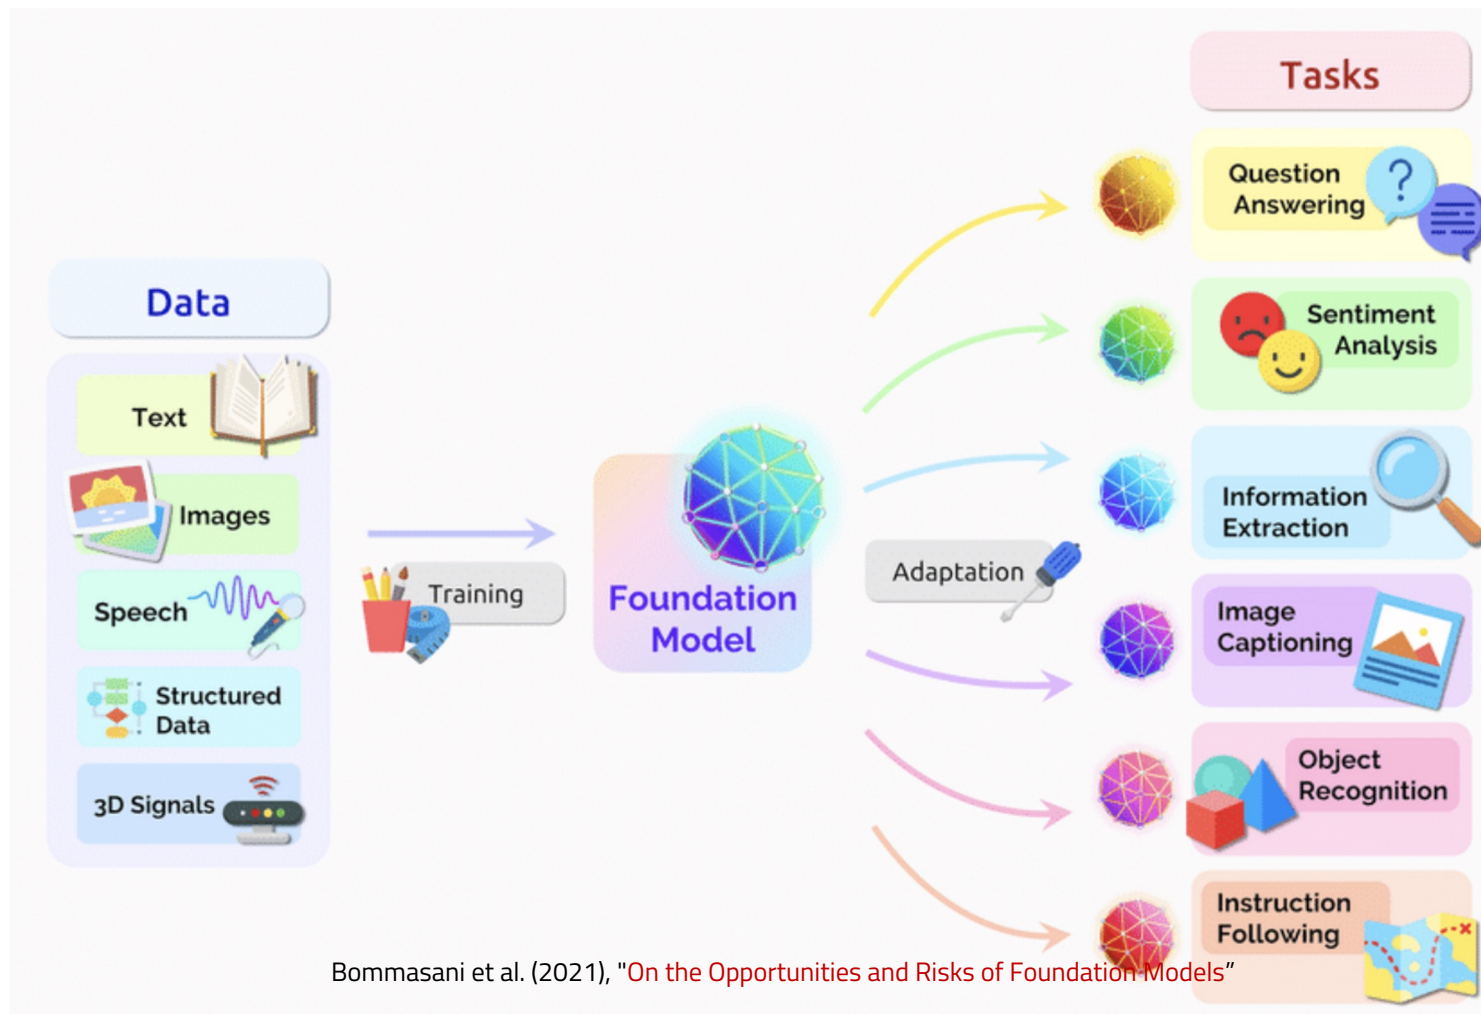 Data
Text
Images
Speech
Structured
Data
3D Signals
Training
Foundation
Model
Adaptation
Tasks
Question
Answering
?
Sentiment
Analysis
Information
Extraction
Image
Captioning
Object
Recognition
Instruction
Following
Bommasani et al. (2021), "On the Opportunities and Risks of Foundation Models”